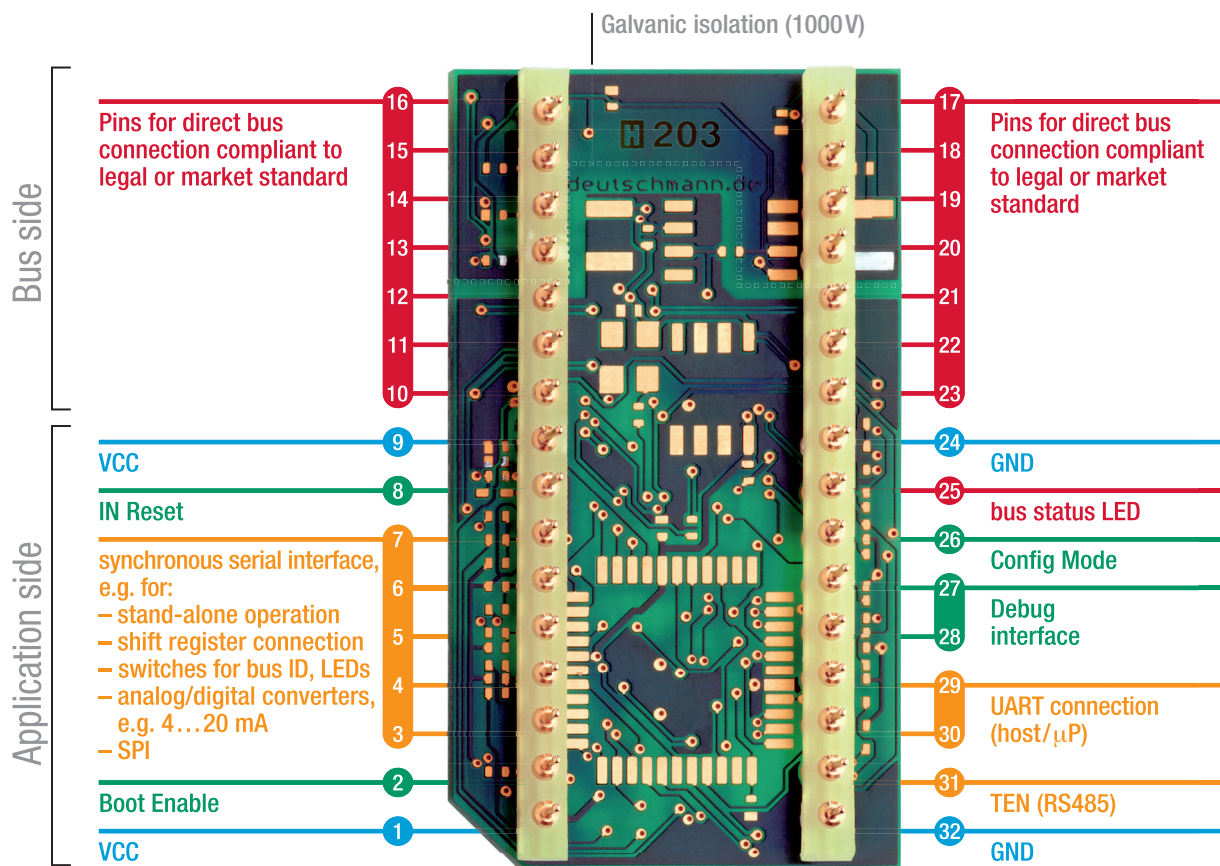 Galvanic isolation (1000 V)
Bus side
16
Pins for direct bus
connection compliant to
legal or market standard
15
14
13
12
11
10
17
Pins for direct bus
connection compliant
to legal or market
standard
18
19
20
21
22
23
H 203
deutschmann.de
Application side
9
VCC
8
IN Reset
7
synchronous serial interface,
e.g. for:
– stand-alone operation
– shift register connection
– switches for bus ID, LEDs
– analog/digital converters,
e.g. 4...20 mA
– SPI
6
5
4
3
2
Boot Enable
1
VCC
24
GND
25
bus status LED
26
Config Mode
27
Debug
interface
28
29
UART connection
(host/µP)
30
31
TEN (RS485)
32
GND